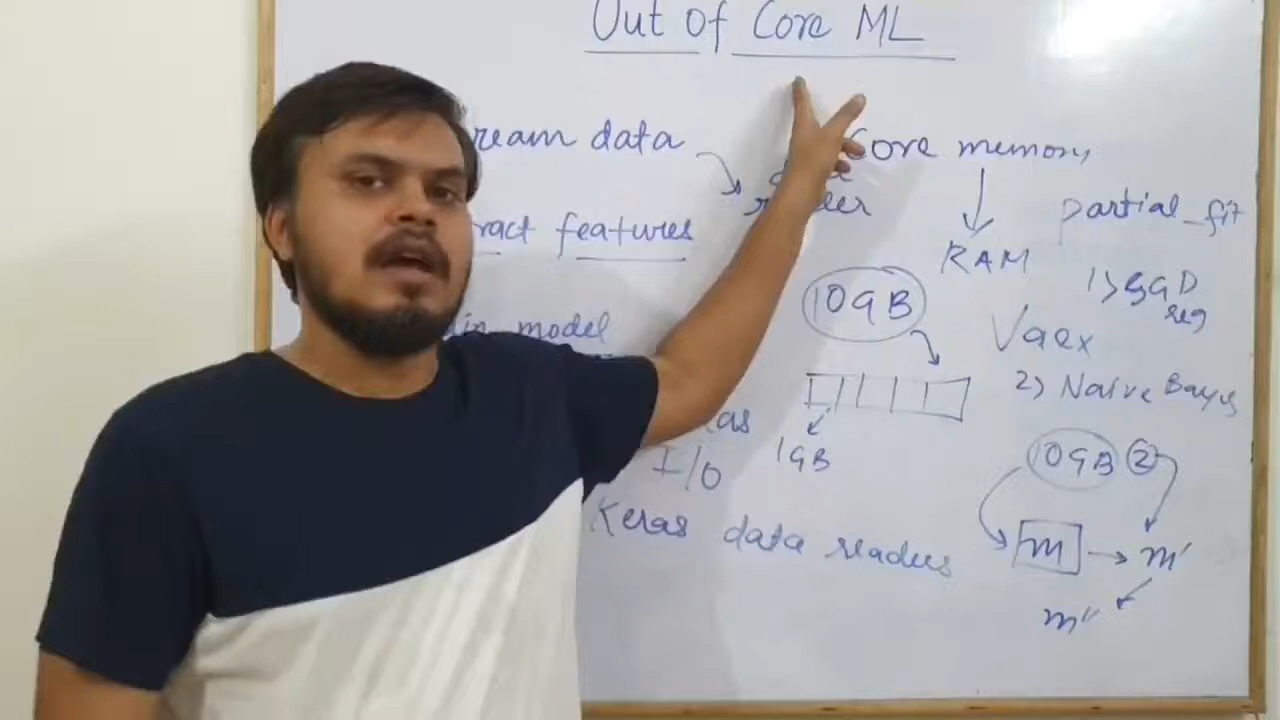 Out of Core ML
ream data
Core memory
RAM
partial_fit
ract features
1) SGD
reg
10GB
Vaex
model
2) Naive Bayes
1GB
I/O
10GB 2
Keras data readers
m → m'
m''